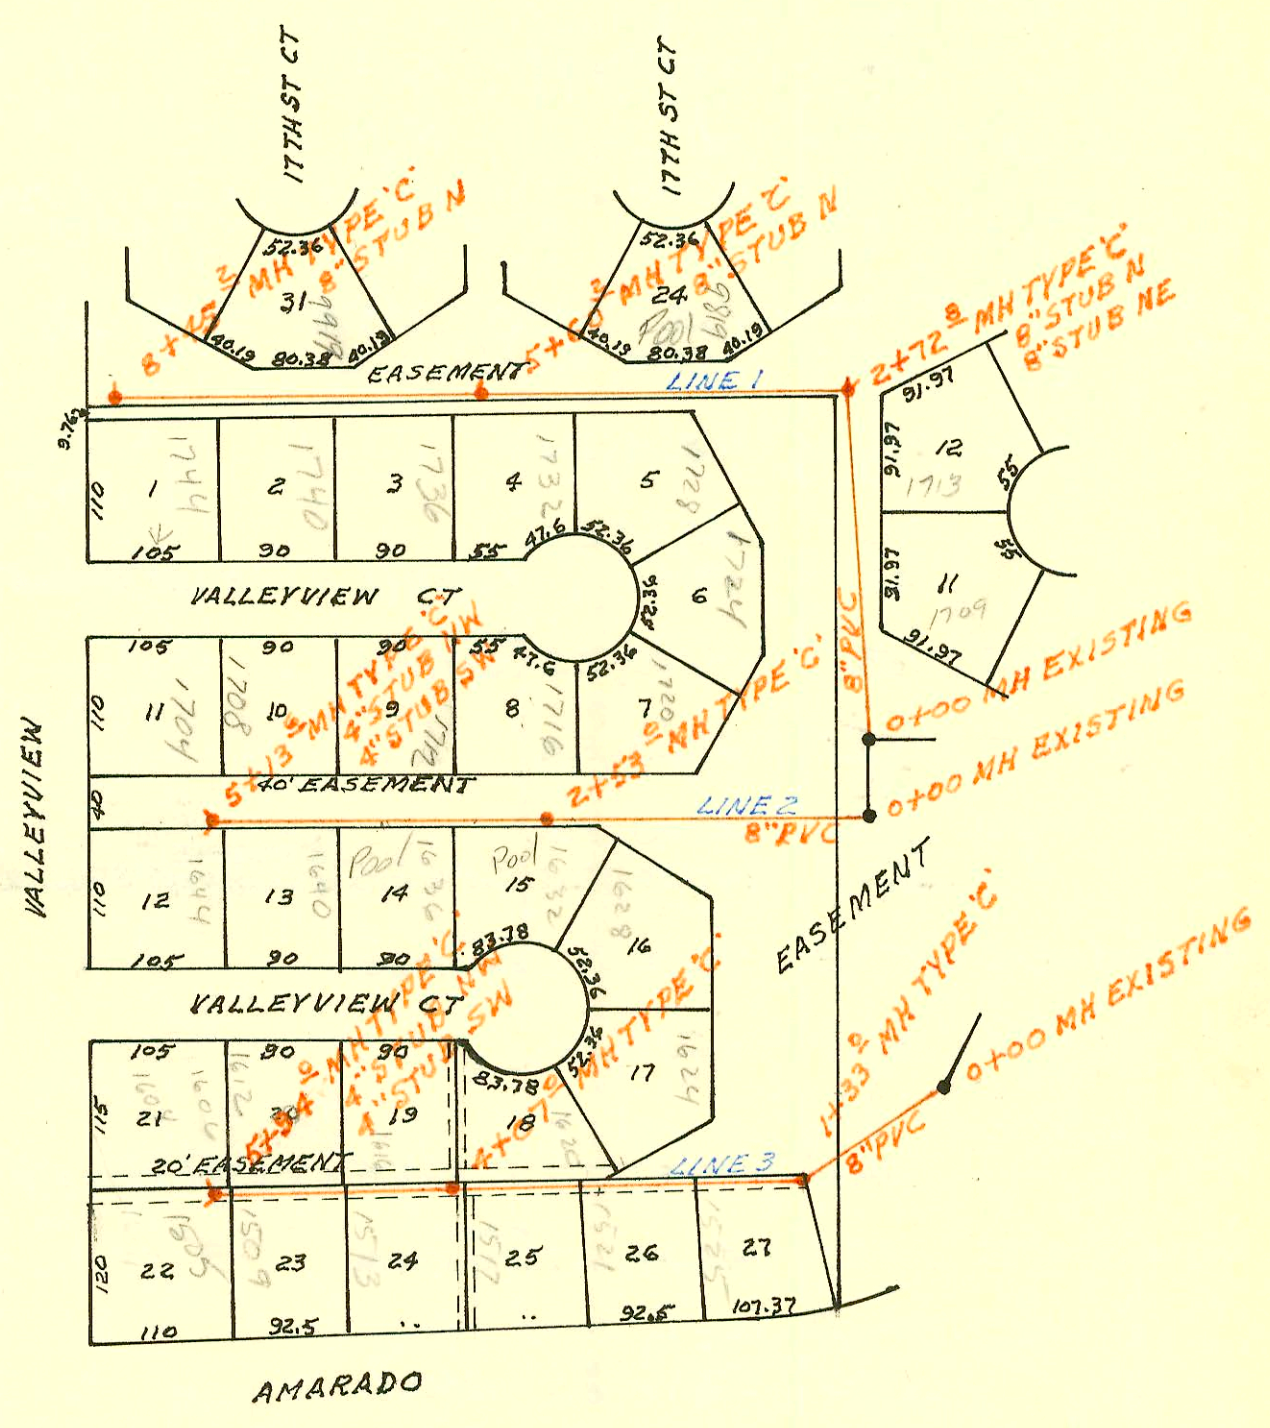 17TH ST CT
17TH ST CT
52.36
31
9919
40.19
80.38
40.19
8+45 2 MH TYPE 'C'
8" STUB N
52.36
24
Pool
9819
40.19
80.38
40.19
5+60 3 MH TYPE 'C'
8" STUB N
2+72 8 MH TYPE 'C'
8" STUB N
8" STUB NE
EASEMENT
LINE 1
91.97
12
91.97
1713
55
55
91.97
11
1709
91.97
9.76
110
1
1744
105
2
1740
90
3
1736
90
4
1732
55
47.6
5
1728
52.36
6
1724
52.36
VALLEYVIEW CT
8" PVC
105
90
90
55
47.6
52.36
110
11
1704
1708
10
9
1712
8
1716
7
1720
5+13 0 MH TYPE 'C'
4" STUB NW
4" STUB SW
2+53 0 MH TYPE 'C'
0+00 MH EXISTING
0+00 MH EXISTING
40' EASEMENT
40
LINE 2
8" PVC
VALLEYVIEW
EASEMENT
110
12
1644
105
13
1640
90
Pool
14
1636
90
Pool
15
1632
83.78
16
1628
52.36
VALLEYVIEW CT
105
90
90
83.78
52.36
115
21
1604
1606
1612
20
19
1616
18
1620
17
1624
5+94 0 MH TYPE 'C'
4" STUB NW
4" STUB SW
4+07 0 MH TYPE 'C'
1+33 0 MH TYPE 'C'
0+00 MH EXISTING
8" PVC
20' EASEMENT
LINE 3
120
22
1505
110
23
1509
92.5
24
1513
"
25
1517
"
26
1521
92.5
27
1525
107.37
AMARADO